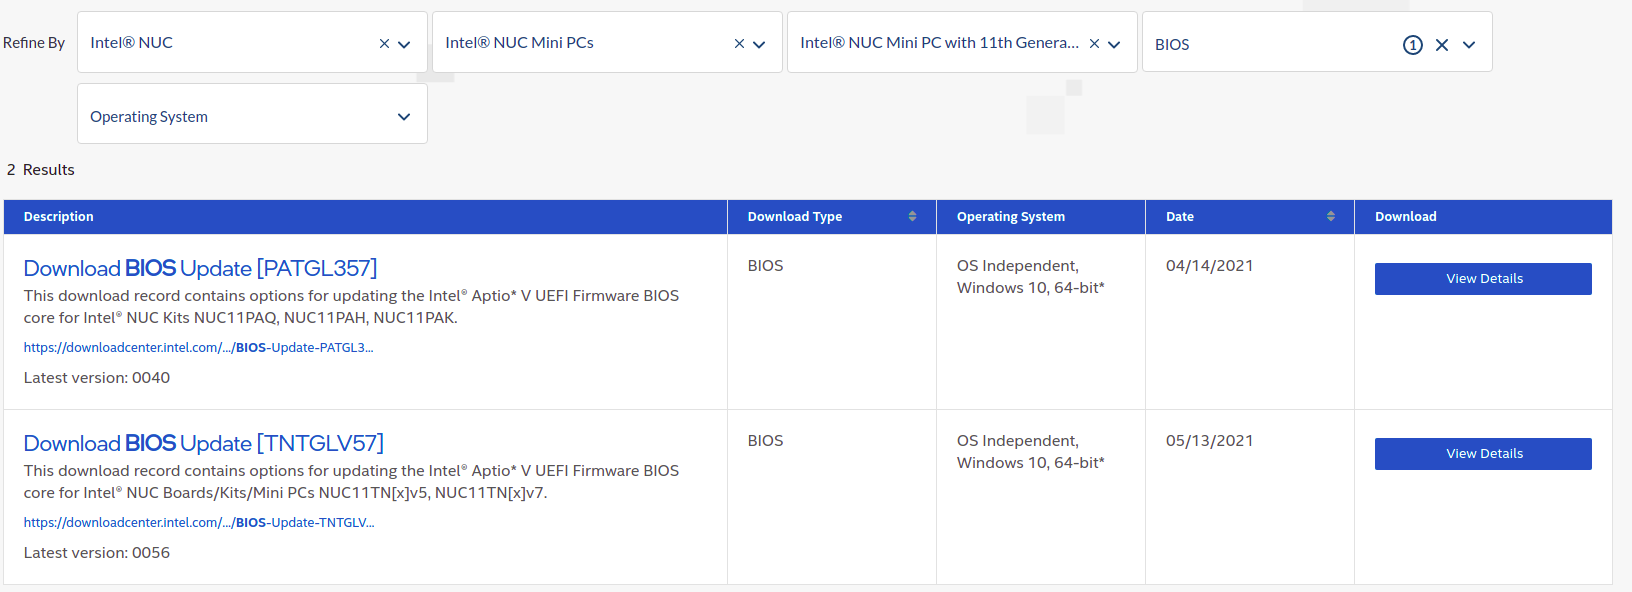 Refine By
Intel® NUC
Intel® NUC Mini PCs
Intel® NUC Mini PC with 11th Genera...
BIOS
1
Operating System
2 Results
Description
Download Type
Operating System
Date
Download
Download BIOS Update [PATGL357]
This download record contains options for updating the Intel® Aptio* V UEFI Firmware BIOS
core for Intel® NUC Kits NUC11PAQ, NUC11PAH, NUC11PAK.
https://downloadcenter.intel.com/.../BIOS-Update-PATGL3...
Latest version: 0040
BIOS
OS Independent,
Windows 10, 64-bit*
04/14/2021
View Details
Download BIOS Update [TNTGLV57]
This download record contains options for updating the Intel® Aptio* V UEFI Firmware BIOS
core for Intel® NUC Boards/Kits/Mini PCs NUC11TN[x]v5, NUC11TN[x]v7.
https://downloadcenter.intel.com/.../BIOS-Update-TNTGLV...
Latest version: 0056
BIOS
OS Independent,
Windows 10, 64-bit*
05/13/2021
View Details